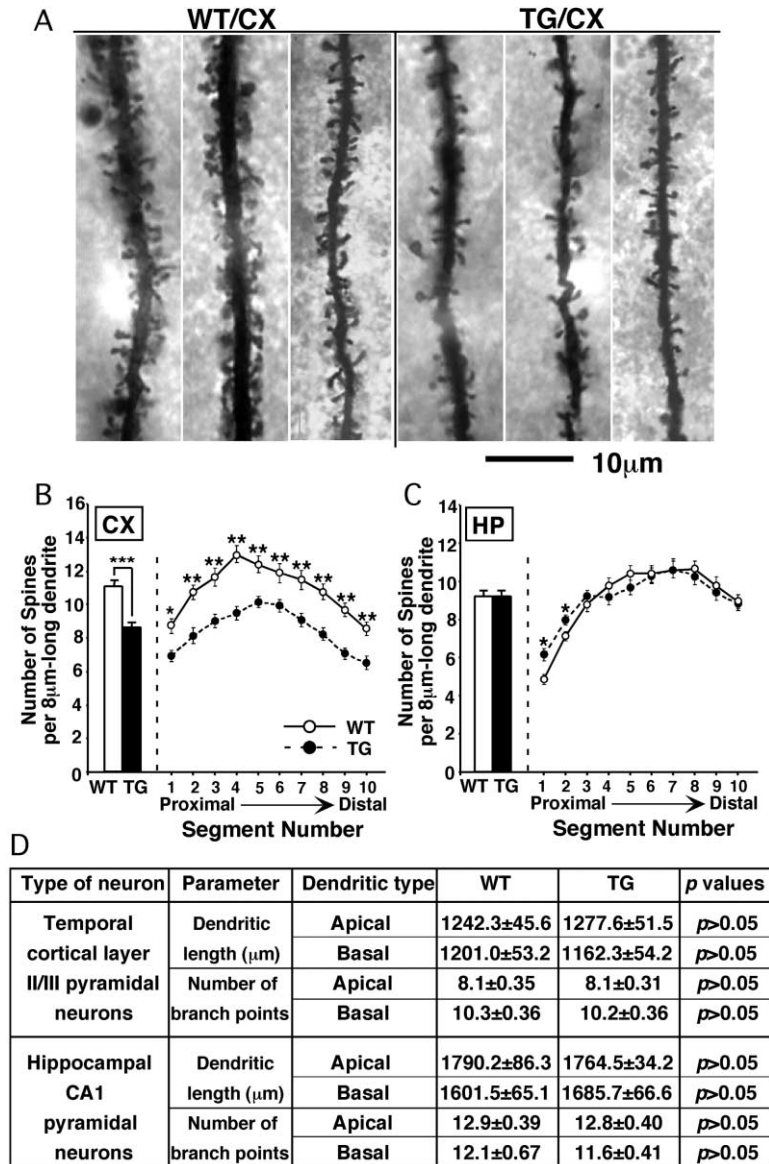 A WT/CX TG/CX
10μm
B
CX
***
* ** ** ** ** ** ** ** ** **
Number of Spines
per 8μm-long dendrite
16
14
12
10
8
6
4
2
0
WT TG
1 2 3 4 5 6 7 8 9 10
Proximal Distal
Segment Number
WT
TG
C
HP
* *
Number of Spines
per 8μm-long dendrite
14
12
10
8
6
4
2
0
WT TG
1 2 3 4 5 6 7 8 9 10
Proximal Distal
Segment Number
D
Type of neuron Parameter Dendritic type WT TG p values
Temporal Dendritic Apical 1242.3±45.6 1277.6±51.5 p>0.05
cortical layer length (μm) Basal 1201.0±53.2 1162.3±54.2 p>0.05
II/III pyramidal Number of Apical 8.1±0.35 8.1±0.31 p>0.05
neurons branch points Basal 10.3±0.36 10.2±0.36 p>0.05
Hippocampal Dendritic Apical 1790.2±86.3 1764.5±34.2 p>0.05
CA1 length (μm) Basal 1601.5±65.1 1685.7±66.6 p>0.05
pyramidal Number of Apical 12.9±0.39 12.8±0.40 p>0.05
neurons branch points Basal 12.1±0.67 11.6±0.41 p>0.05